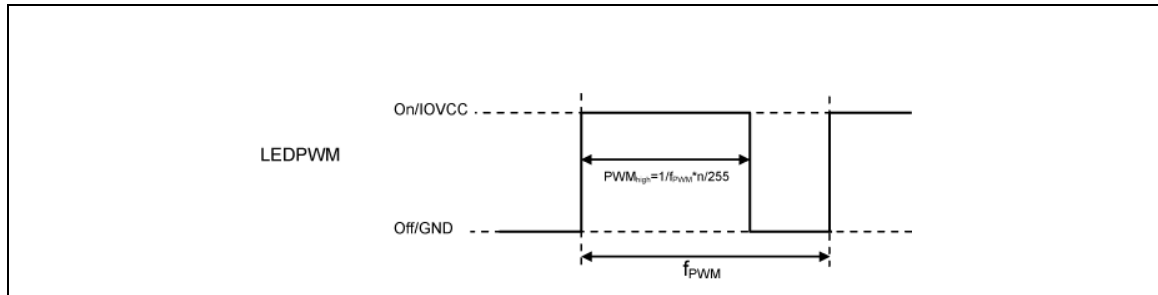 On/IOVCC
LEDPWM
PWMhigh=1/fPWM*n/255
Off/GND
fPWM